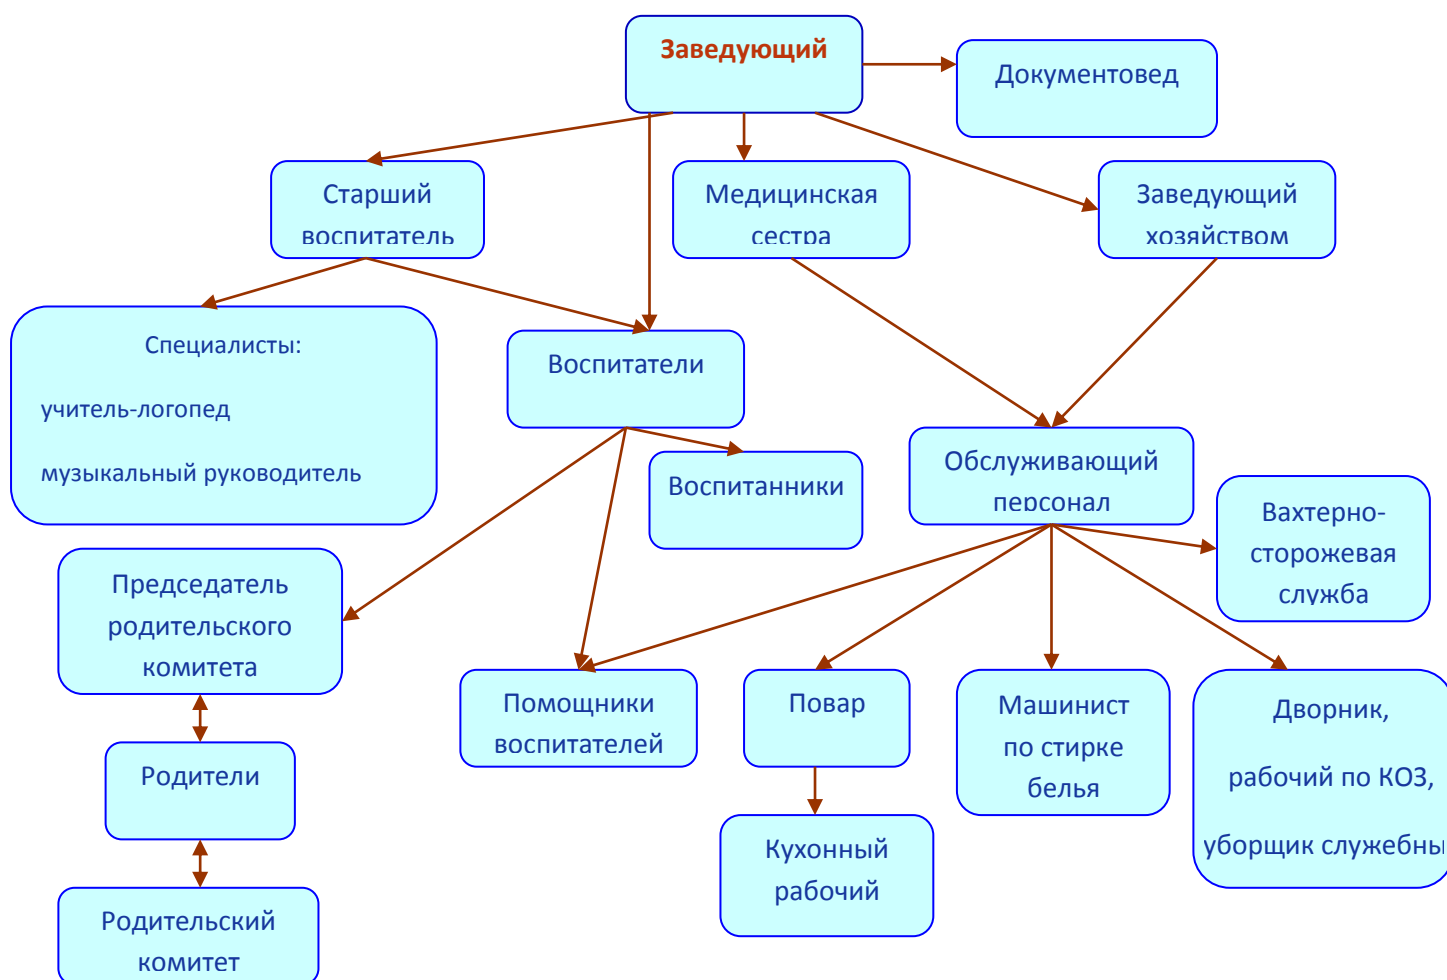 Заведующий
Документовед
Старший
воспитатель
Медицинская
сестра
Заведующий
хозяйством
Специалисты:
учитель-логопед
музыкальный руководитель
Воспитатели
Воспитанники
Обслуживающий
персонал
Вахтерно-
сторожевая
служба
Председатель
родительского
комитета
Помощники
воспитателей
Повар
Машинист
по стирке
белья
Дворник,
рабочий по КОЗ,
уборщик служебны
Родители
Кухонный
рабочий
Родительский
комитет